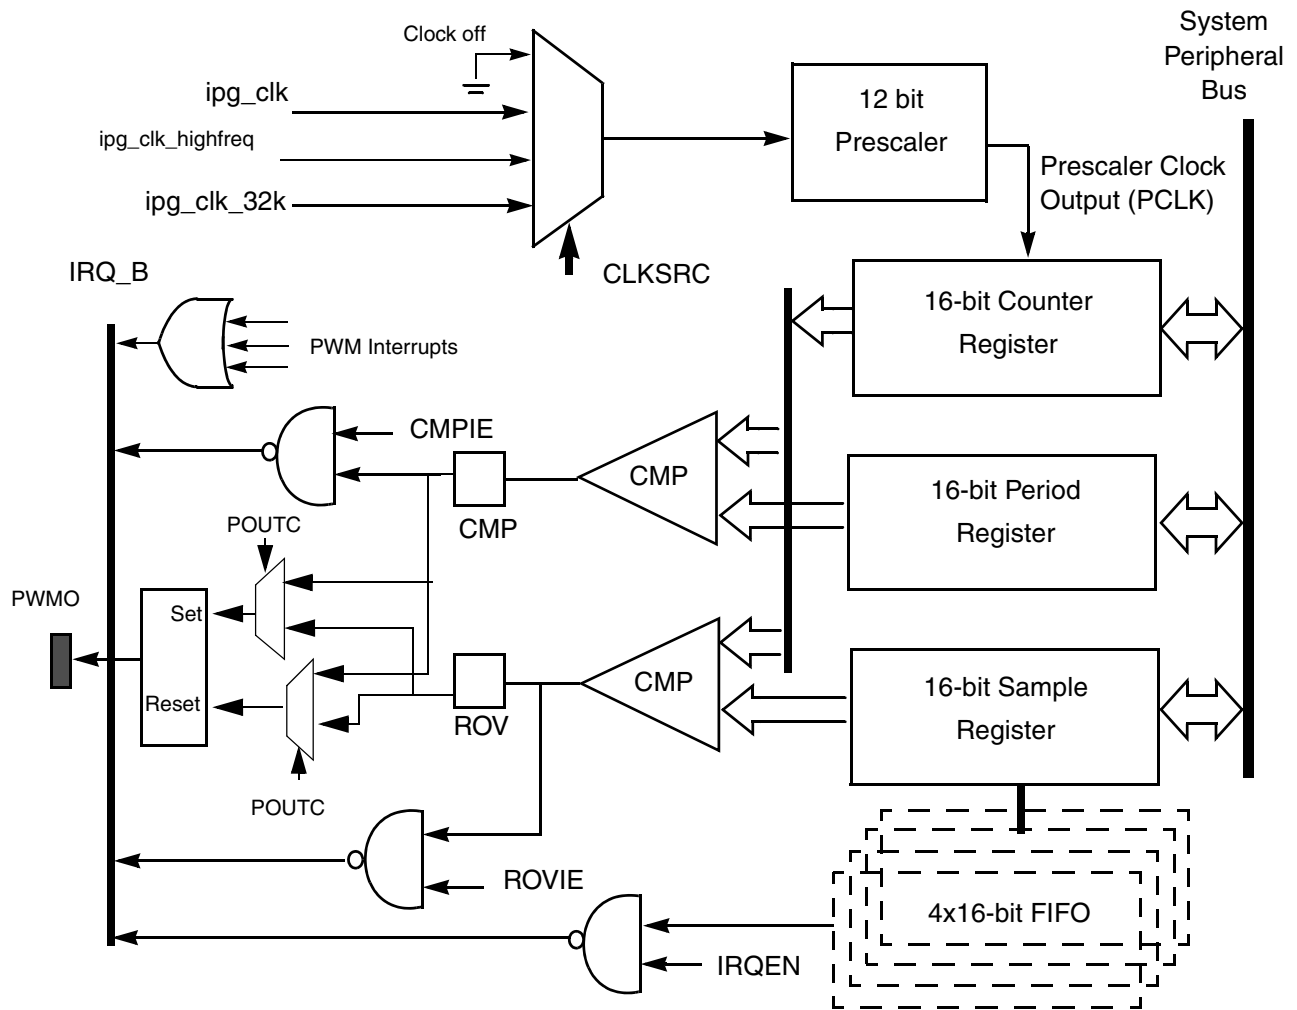 System
Peripheral
Bus
Clock off
ipg_clk
ipg_clk_highfreq
ipg_clk_32k
12 bit
Prescaler
Prescaler Clock
Output (PCLK)
CLKSRC
IRQ_B
PWM Interrupts
16-bit Counter
Register
CMPIE
CMP
CMP
16-bit Period
Register
POUTC
PWMO
Set
Reset
ROV
CMP
16-bit Sample
Register
POUTC
ROVIE
4x16-bit FIFO
IRQEN